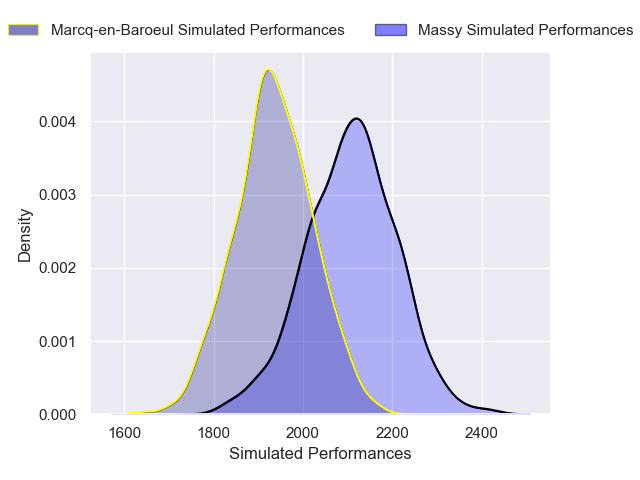 Marcq-en-Baroeul Simulated Performances Massy Simulated Performances
0.004
0.003
0.002
0.001
0.000
Density
1600 1800 2000 2200 2400
Simulated Performances